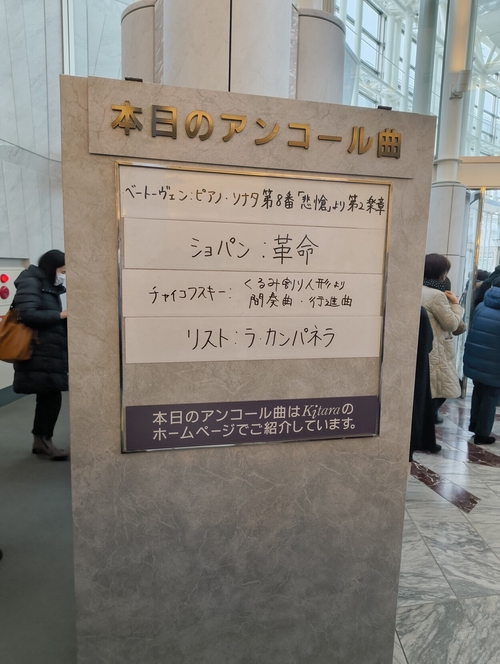 本日のアンコール曲
ベートーヴェン:ピアノ・ソナタ第8番「悲愴」より第2楽章
ショパン:革命
チャイコフスキー:くるみ割り人形より
間奏曲・行進曲
リスト:ラ・カンパネラ
本日のアンコール曲はKitaraの
ホームページでご紹介しています。